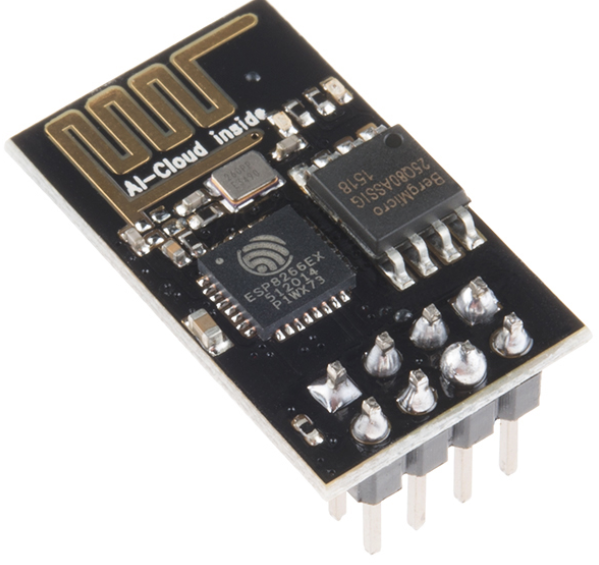 AI-Cloud inside
BergMicro
25Q80ASSIG
1518
ESP8266EX
512014
P1WX73